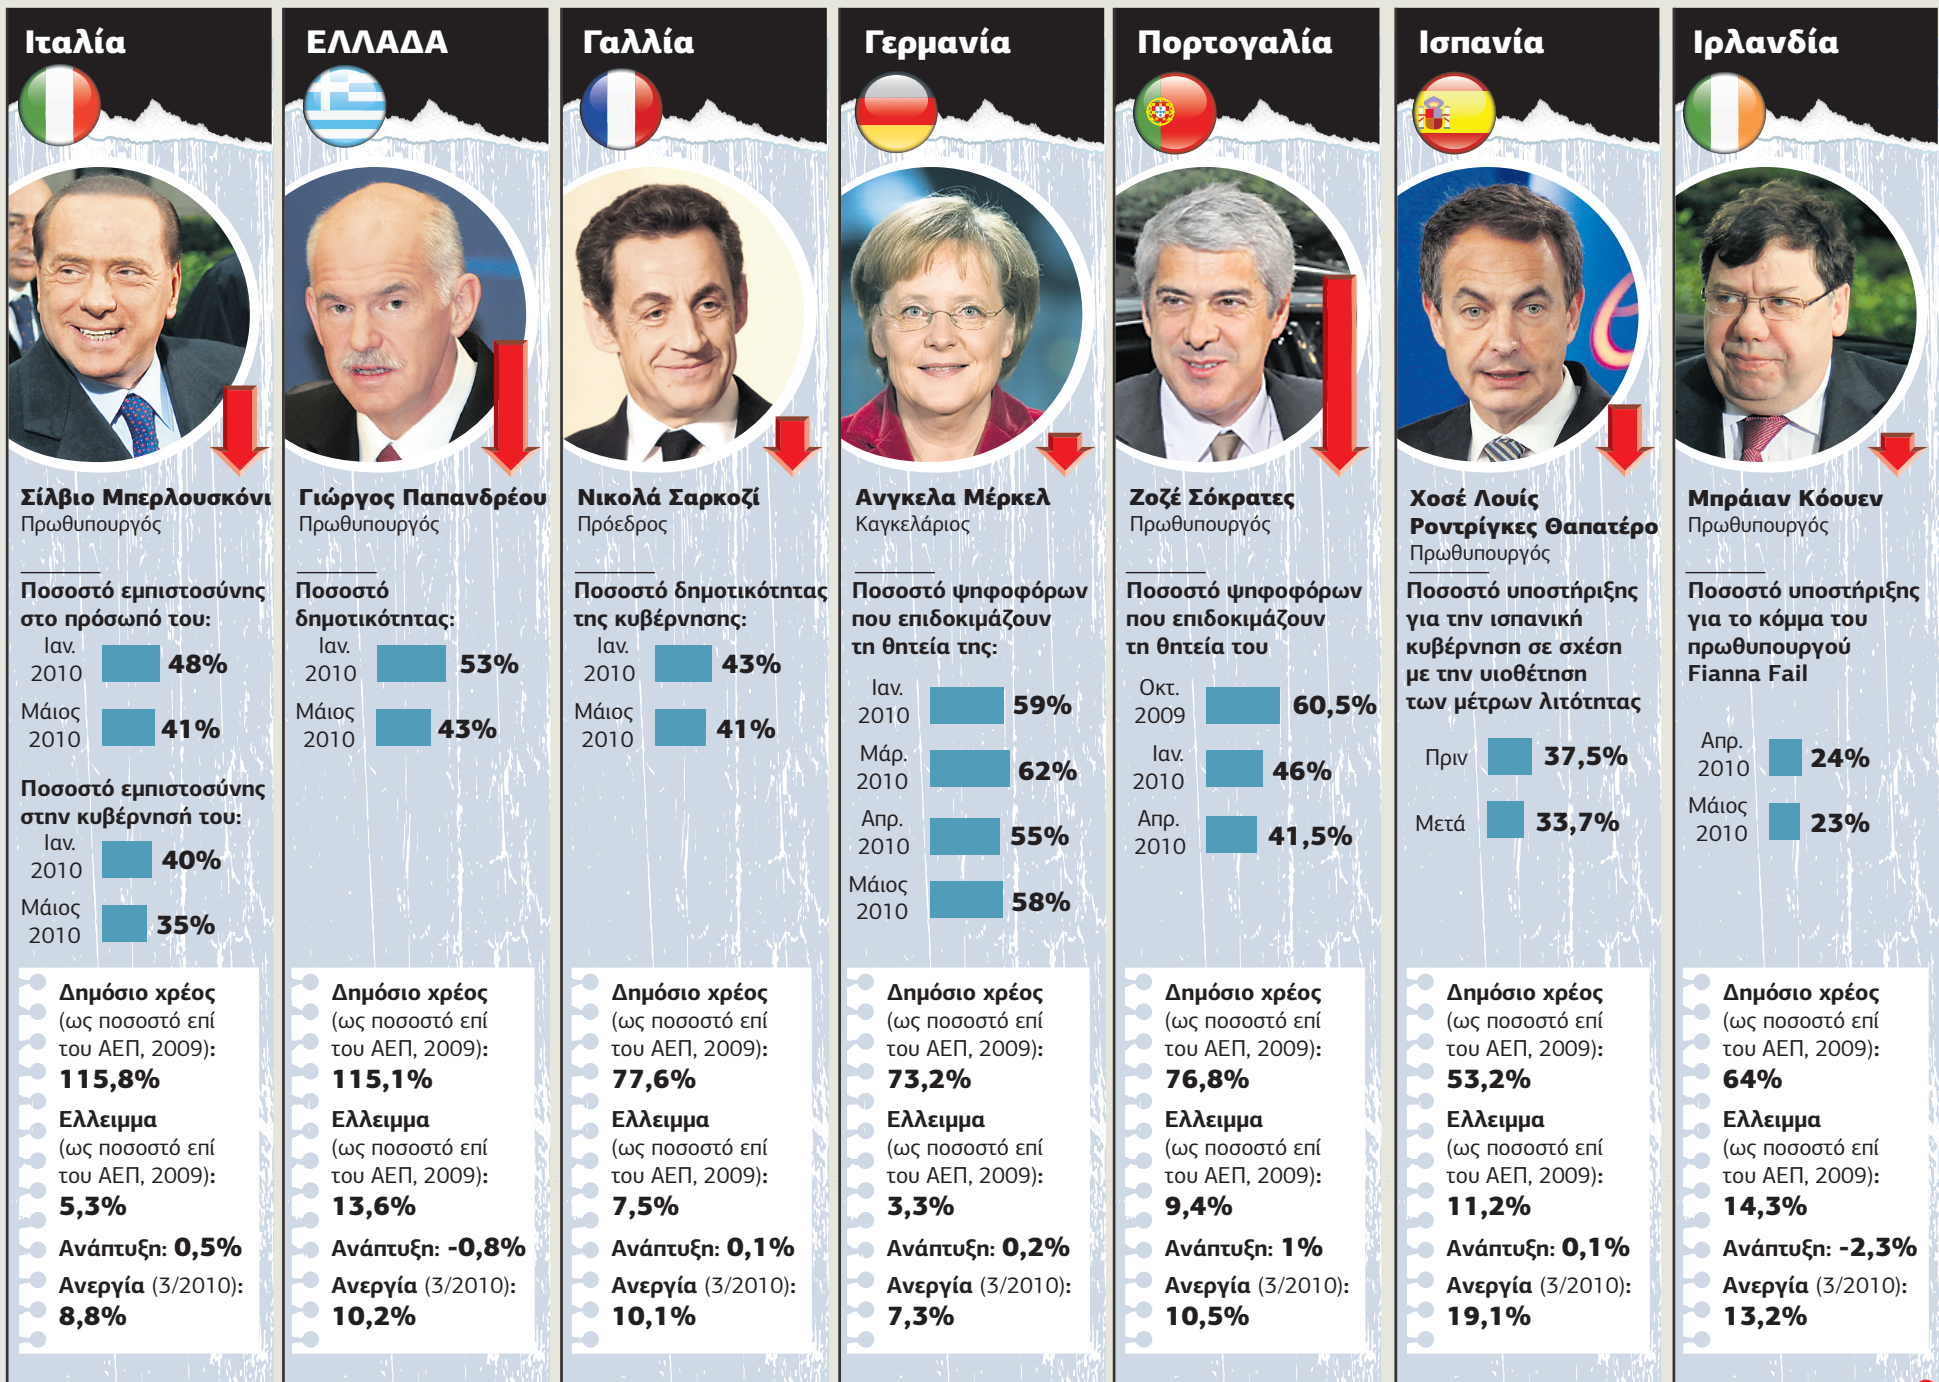 Ιταλία
Σίλβιο Μπερλουσκόνι
Πρωθυπουργός
Ποσοστό εμπιστοσύνης
στο πρόσωπό του:
Ιαν.
2010
48%
Μάιος
2010
41%
Ποσοστό εμπιστοσύνης
στην κυβέρνησή του:
Ιαν.
2010
40%
Μάιος
2010
35%
Δημόσιο χρέος
(ως ποσοστό επί
του ΑΕΠ, 2009):
115,8%
Ελλειμμα
(ως ποσοστό επί
του ΑΕΠ, 2009):
5,3%
Ανάπτυξη: 0,5%
Ανεργία (3/2010):
8,8%
ΕΛΛΑΔΑ
Γιώργος Παπανδρέου
Πρωθυπουργός
Ποσοστό
δημοτικότητας:
Ιαν.
2010
53%
Μάιος
2010
43%
Δημόσιο χρέος
(ως ποσοστό επί
του ΑΕΠ, 2009):
115,1%
Ελλειμμα
(ως ποσοστό επί
του ΑΕΠ, 2009):
13,6%
Ανάπτυξη: -0,8%
Ανεργία (3/2010):
10,2%
Γαλλία
Νικολά Σαρκοζί
Πρόεδρος
Ποσοστό δημοτικότητας
της κυβέρνησης:
Ιαν.
2010
43%
Μάιος
2010
41%
Δημόσιο χρέος
(ως ποσοστό επί
του ΑΕΠ, 2009):
77,6%
Ελλειμμα
(ως ποσοστό επί
του ΑΕΠ, 2009):
7,5%
Ανάπτυξη: 0,1%
Ανεργία (3/2010):
10,1%
Γερμανία
Ανγκελα Μέρκελ
Καγκελάριος
Ποσοστό ψηφοφόρων
που επιδοκιμάζουν
τη θητεία της:
Ιαν.
2010
59%
Μάρ.
2010
62%
Απρ.
2010
55%
Μάιος
2010
58%
Δημόσιο χρέος
(ως ποσοστό επί
του ΑΕΠ, 2009):
73,2%
Ελλειμμα
(ως ποσοστό επί
του ΑΕΠ, 2009):
3,3%
Ανάπτυξη: 0,2%
Ανεργία (3/2010):
7,3%
Πορτογαλία
Ζοζέ Σόκρατες
Πρωθυπουργός
Ποσοστό ψηφοφόρων
που επιδοκιμάζουν
τη θητεία του
Οκτ.
2009
60,5%
Ιαν.
2010
46%
Απρ.
2010
41,5%
Δημόσιο χρέος
(ως ποσοστό επί
του ΑΕΠ, 2009):
76,8%
Ελλειμμα
(ως ποσοστό επί
του ΑΕΠ, 2009):
9,4%
Ανάπτυξη: 1%
Ανεργία (3/2010):
10,5%
Ισπανία
Χοσέ Λουίς
Ροντρίγκες Θαπατέρο
Πρωθυπουργός
Ποσοστό υποστήριξης
για την ισπανική
κυβέρνηση σε σχέση
με την υιοθέτηση
των μέτρων λιτότητας
Πριν
37,5%
Μετά
33,7%
Δημόσιο χρέος
(ως ποσοστό επί
του ΑΕΠ, 2009):
53,2%
Ελλειμμα
(ως ποσοστό επί
του ΑΕΠ, 2009):
11,2%
Ανάπτυξη: 0,1%
Ανεργία (3/2010):
19,1%
Ιρλανδία
Μπράιαν Κόουεν
Πρωθυπουργός
Ποσοστό υποστήριξης
για το κόμμα του
πρωθυπουργού
Fianna Fail
Απρ.
2010
24%
Μάιος
2010
23%
Δημόσιο χρέος
(ως ποσοστό επί
του ΑΕΠ, 2009):
64%
Ελλειμμα
(ως ποσοστό επί
του ΑΕΠ, 2009):
14,3%
Ανάπτυξη: -2,3%
Ανεργία (3/2010):
13,2%